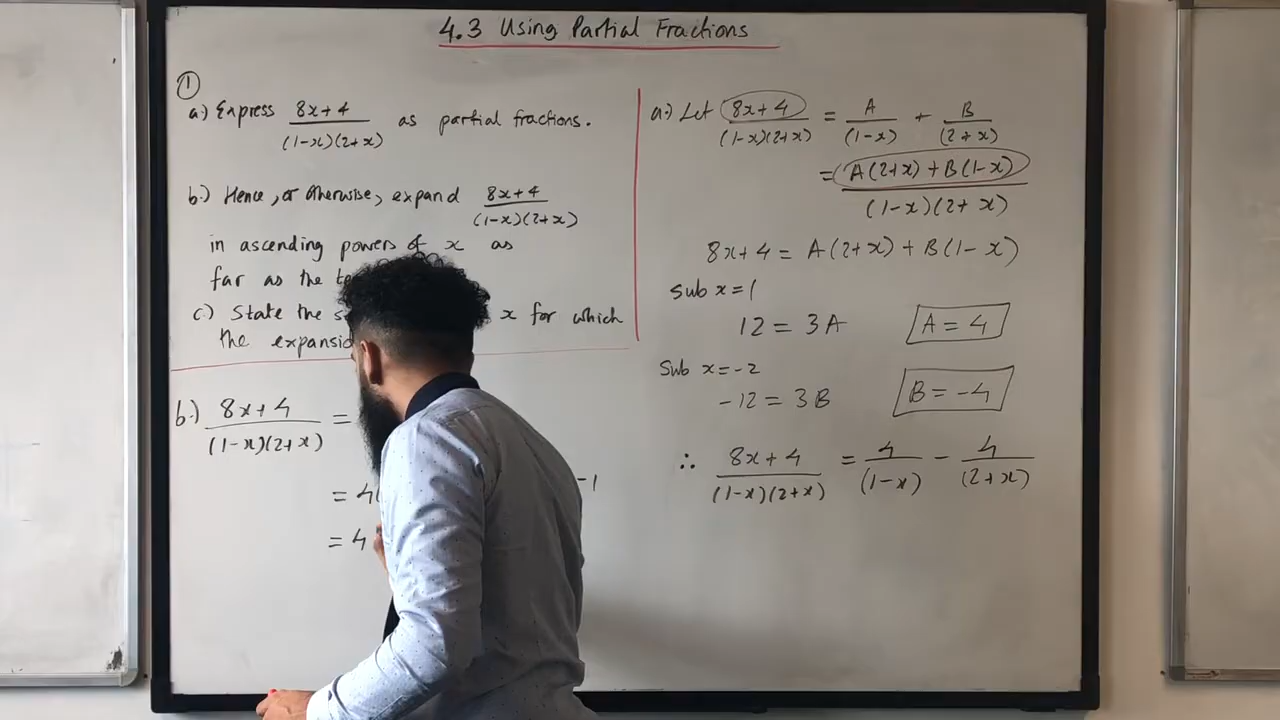 4.3 Using Partial Fractions
①
a.) Express (8x+4)/((1-x)(2+x)) as partial fractions.
b.) Hence, or otherwise, expand (8x+4)/((1-x)(2+x))
in ascending powers of x as
far as the
c.) State the x for which
the
b.) (8x+4)/((1-x)(2+x)) =
= 4( -1
= 4
a.) Let (8x+4)/((1-x)(2+x)) = A/(1-x) + B/(2+x)
= (A(2+x) + B(1-x))/((1-x)(2+x))
8x+4 = A(2+x) + B(1-x)
Sub x=1
12 = 3A A = 4
Sub x=-2
-12 = 3B B = -4
∴ (8x+4)/((1-x)(2+x)) = 4/(1-x) - 4/(2+x)